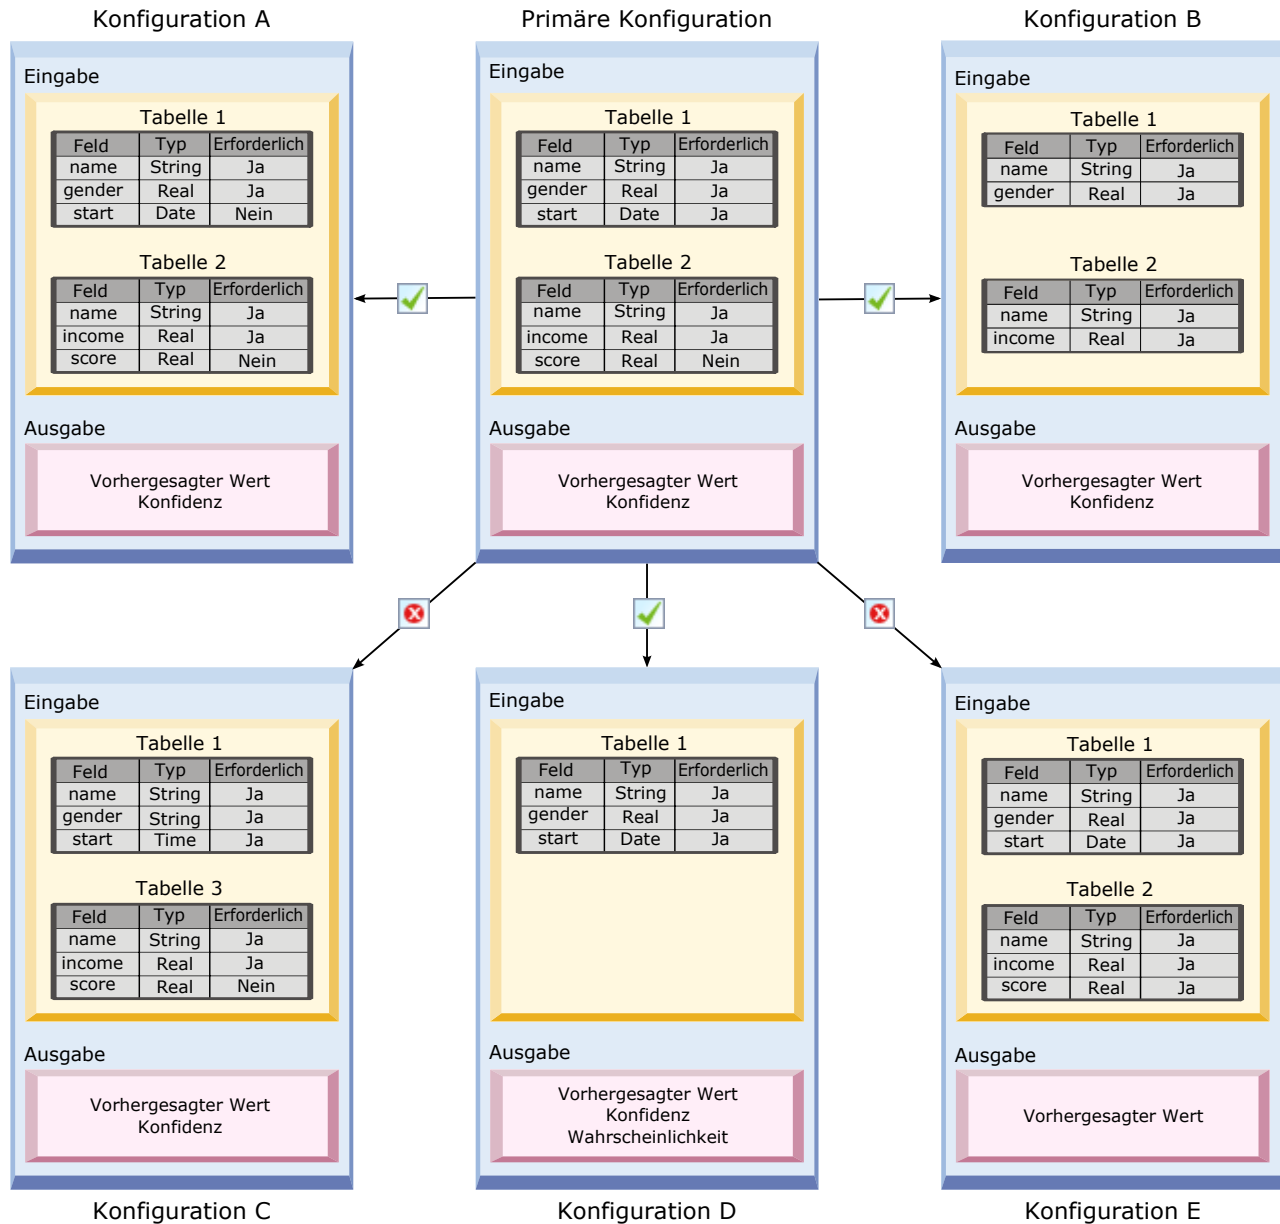 Konfiguration A
Eingabe
Tabelle 1
Feld Typ Erforderlich
name String Ja
gender Real Ja
start Date Nein
Tabelle 2
Feld Typ Erforderlich
name String Ja
income Real Ja
score Real Nein
Ausgabe
Vorhergesagter Wert
Konfidenz
Primäre Konfiguration
Eingabe
Tabelle 1
Feld Typ Erforderlich
name String Ja
gender Real Ja
start Date Ja
Tabelle 2
Feld Typ Erforderlich
name String Ja
income Real Ja
score Real Nein
Ausgabe
Vorhergesagter Wert
Konfidenz
Konfiguration B
Eingabe
Tabelle 1
Feld Typ Erforderlich
name String Ja
gender Real Ja
Tabelle 2
Feld Typ Erforderlich
name String Ja
income Real Ja
Ausgabe
Vorhergesagter Wert
Konfidenz
Eingabe
Tabelle 1
Feld Typ Erforderlich
name String Ja
gender String Ja
start Time Ja
Tabelle 3
Feld Typ Erforderlich
name String Ja
income Real Ja
score Real Nein
Ausgabe
Vorhergesagter Wert
Konfidenz
Konfiguration C
Eingabe
Tabelle 1
Feld Typ Erforderlich
name String Ja
gender Real Ja
start Date Ja
Ausgabe
Vorhergesagter Wert
Konfidenz
Wahrscheinlichkeit
Konfiguration D
Eingabe
Tabelle 1
Feld Typ Erforderlich
name String Ja
gender Real Ja
start Date Ja
Tabelle 2
Feld Typ Erforderlich
name String Ja
income Real Ja
score Real Ja
Ausgabe
Vorhergesagter Wert
Konfiguration E